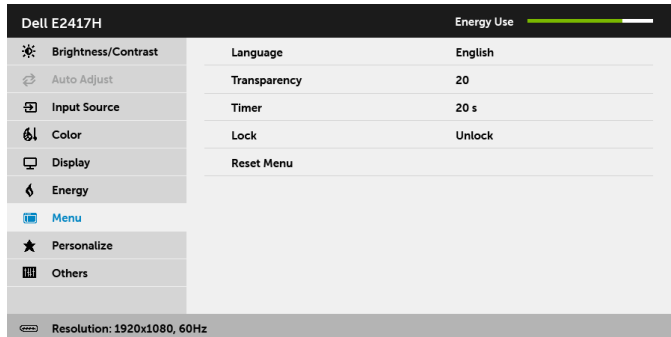 Dell E2417H Energy Use
Brightness/Contrast Language English
Auto Adjust Transparency 20
Input Source Timer 20 s
Color Lock Unlock
Display Reset Menu
Energy
Menu
Personalize
Others
Resolution: 1920x1080, 60Hz